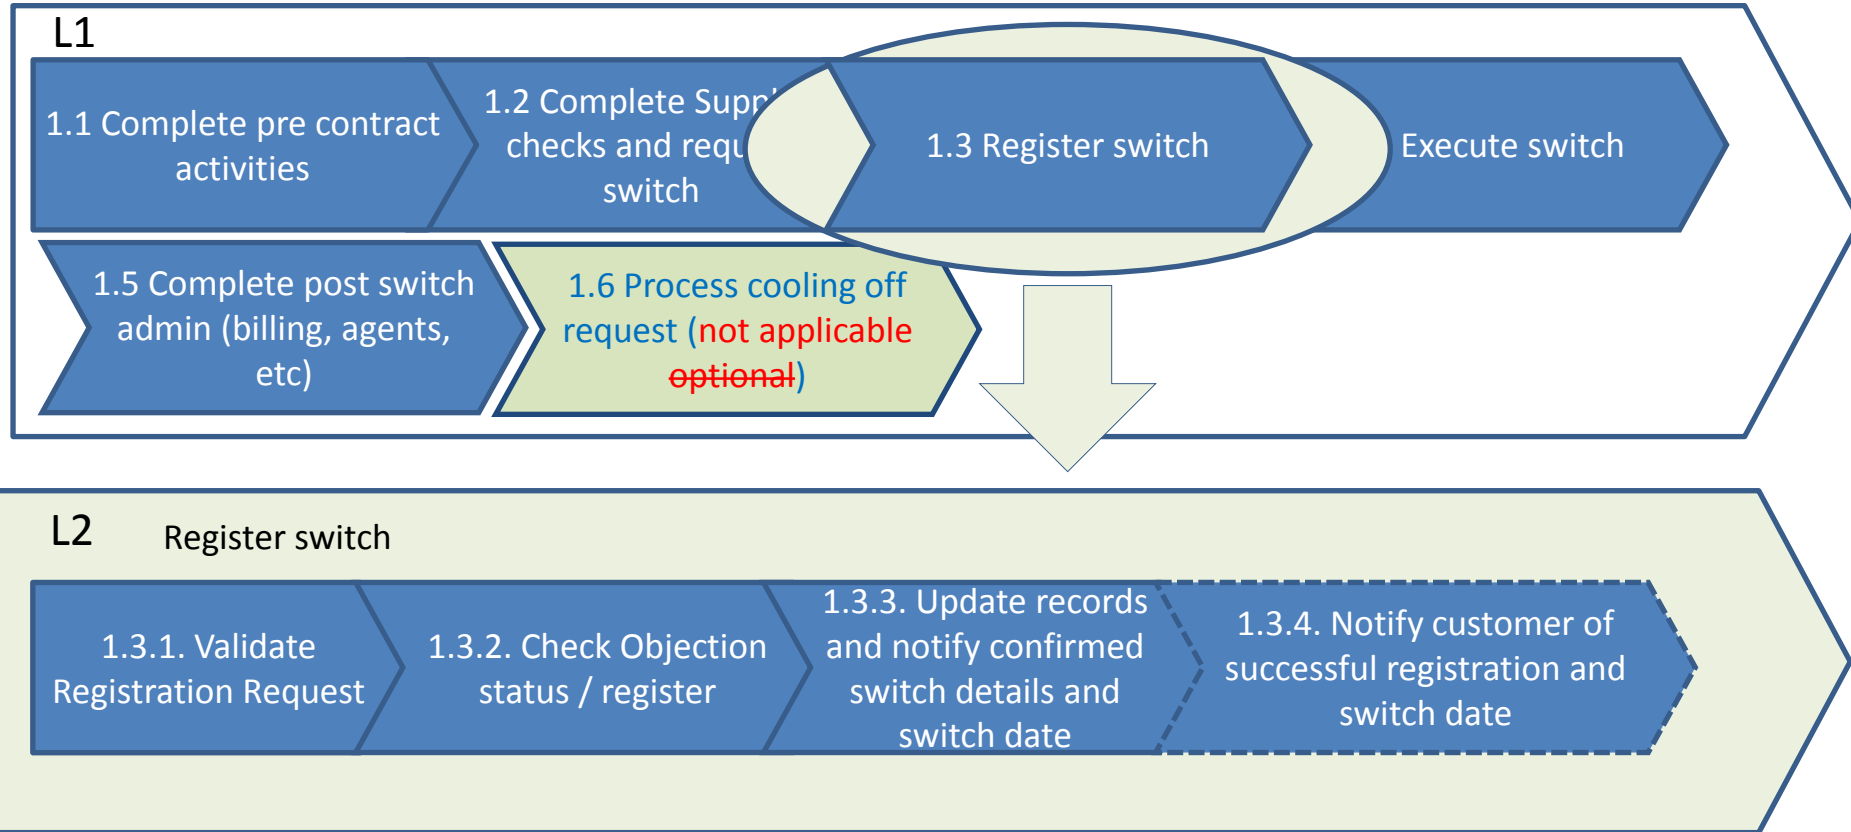 L1
1.1 Complete pre contract
activities
1.2 Complete
checks and
switch
1.3 Register switch
Execute switch
1.5 Complete post switch
admin (billing, agents,
etc)
1.6 Process cooling off
request (not applicable
optional)
L2
Register switch
1.3.1. Validate
Registration Request
1.3.2. Check Objection
status / register
1.3.3. Update records
and notify confirmed
switch details and
switch date
1.3.4. Notify customer of
successful registration and
switch date